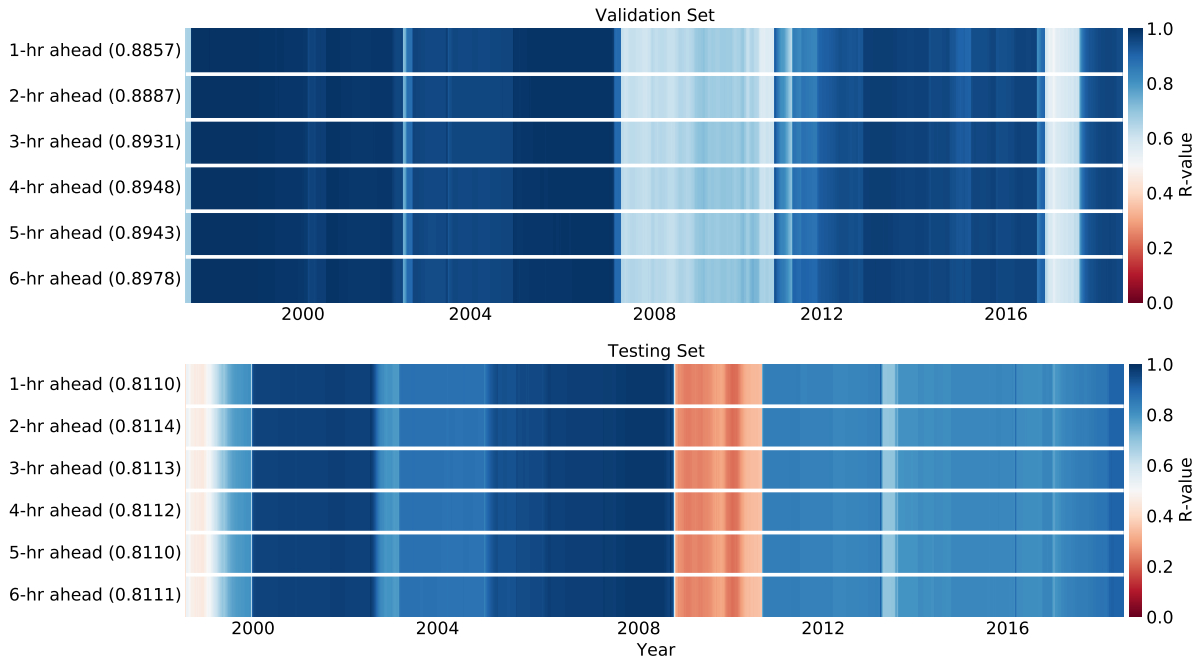 Validation Set
1-hr ahead (0.8857)
2-hr ahead (0.8887)
3-hr ahead (0.8931)
4-hr ahead (0.8948)
5-hr ahead (0.8943)
6-hr ahead (0.8978)
2000 2004 2008 2012 2016
1.0
0.8
0.6
0.4
0.2
0.0
R-value
Testing Set
1-hr ahead (0.8110)
2-hr ahead (0.8114)
3-hr ahead (0.8113)
4-hr ahead (0.8112)
5-hr ahead (0.8110)
6-hr ahead (0.8111)
2000 2004 2008 2012 2016
Year
1.0
0.8
0.6
0.4
0.2
0.0
R-value